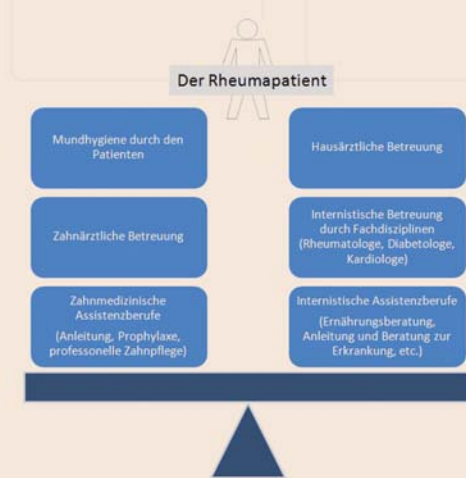 Der Rheumapatient
Mundhygiene durch den
Patienten
Hausärztliche Betreuung
Zahnärztliche Betreuung
Internistische Betreuung
durch Fachdisziplinen
(Rheumatologe, Diabetologe,
Kardiologe)
Zahnmedizinische
Assistenzberufe
(Anleitung, Prophylaxe,
professonelle Zahnpflege)
Internistische Assistenzberufe
(Ernährungsberatung,
Anleitung und Beratung zur
Erkrankung, etc.)